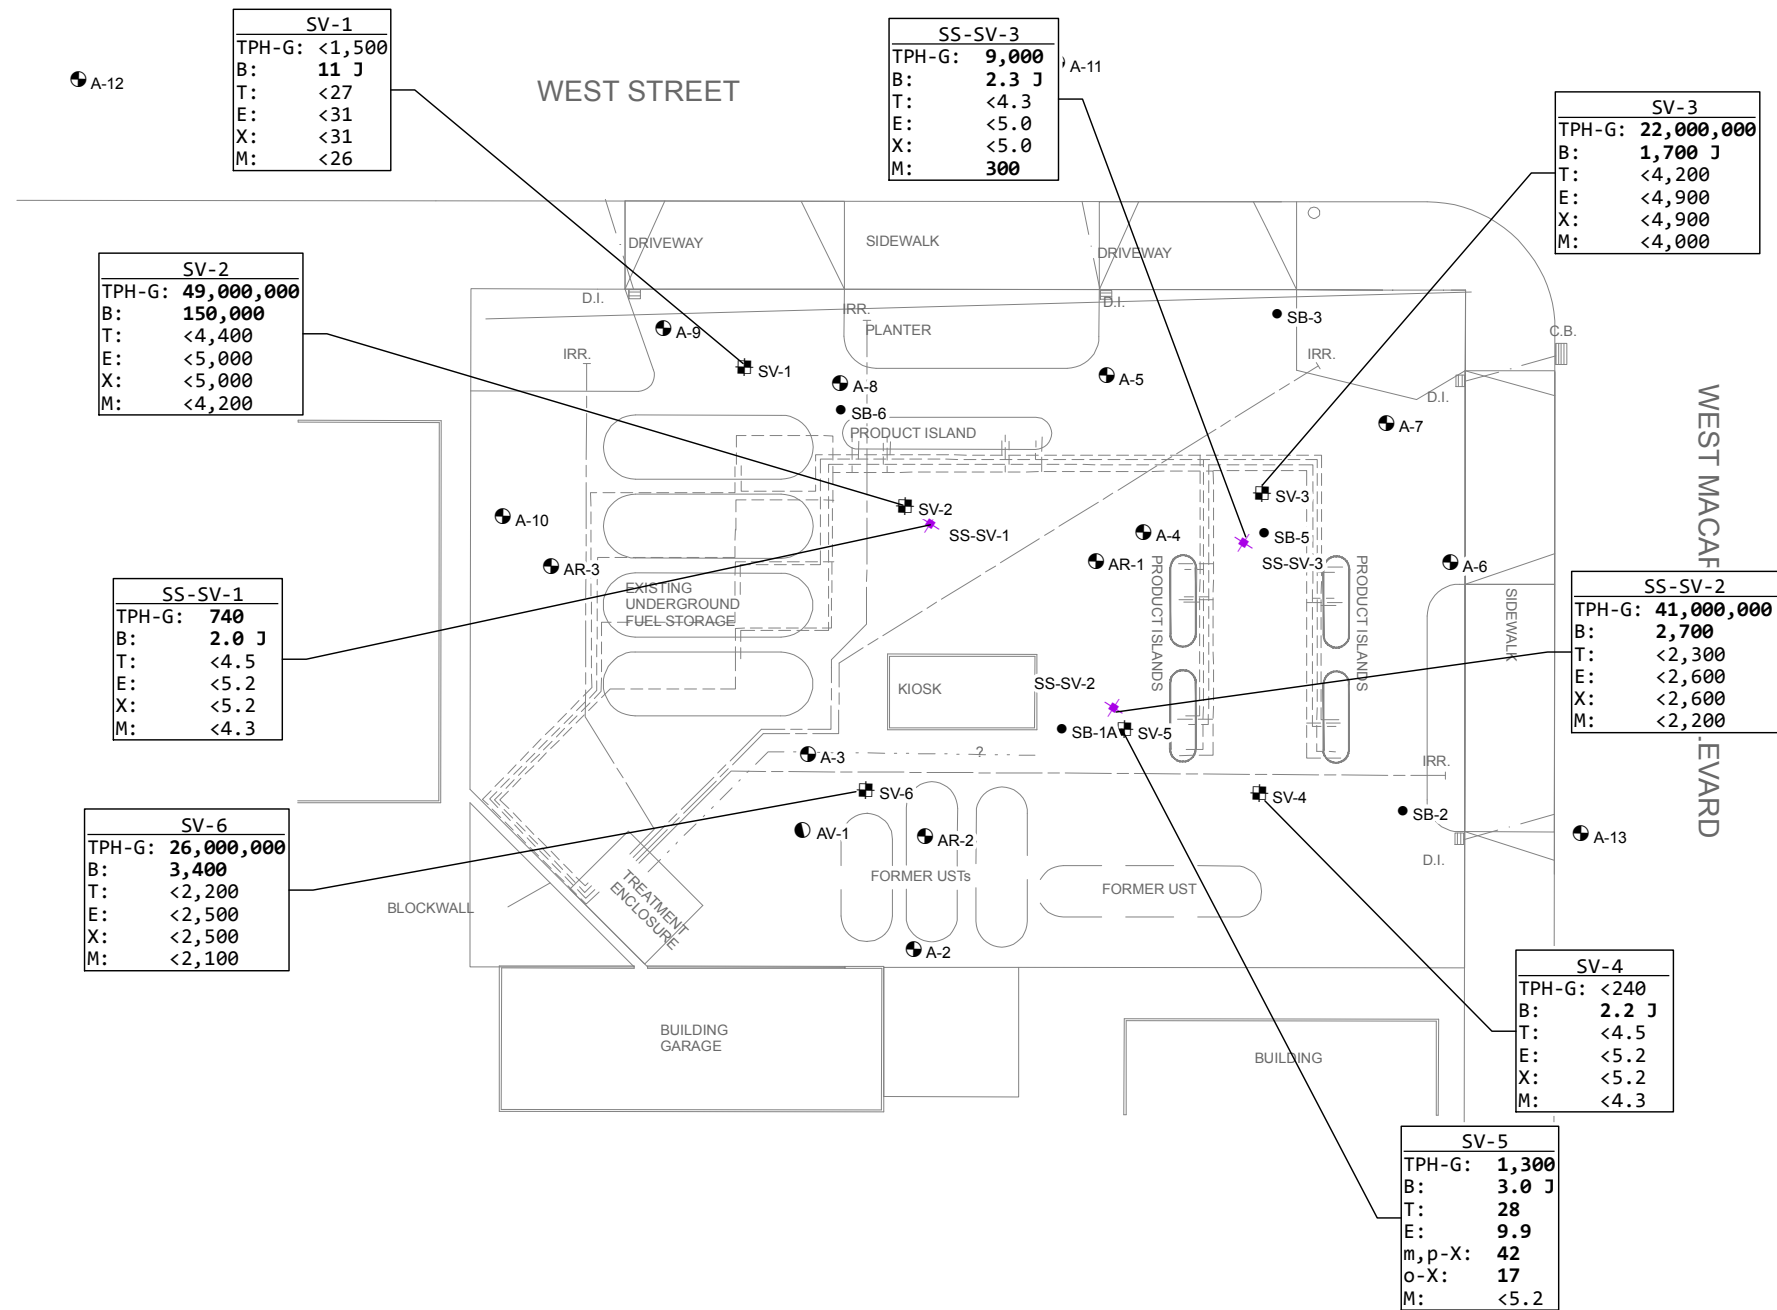 SV-1
TPH-G: <1,500
B: 11 J
T: <27
E: <31
X: <31
M: <26
SS-SV-3
TPH-G: 9,000
B: 2.3 J
T: <4.3
E: <5.0
X: <5.0
M: 300
A-11
A-12
WEST STREET
SV-3
TPH-G: 22,000,000
B: 1,700 J
T: <4,200
E: <4,900
X: <4,900
M: <4,000
DRIVEWAY
SIDEWALK
DRIVEWAY
SV-2
TPH-G: 49,000,000
B: 150,000
T: <4,400
E: <5,000
X: <5,000
M: <4,200
D.I.
IRR.
D.I.
SB-3
A-9
PLANTER
C.B.
IRR.
IRR.
SV-1
A-8
A-5
D.I.
SB-6
A-7
PRODUCT ISLAND
WEST MACAR
LEVARD
SV-3
SV-2
A-10
SS-SV-1
A-4
SB-5
AR-3
AR-1
SS-SV-3
A-6
SS-SV-1
TPH-G: 740
B: 2.0 J
T: <4.5
E: <5.2
X: <5.2
M: <4.3
EXISTING
UNDERGROUND
FUEL STORAGE
PRODUCT ISLANDS
PRODUCT ISLANDS
SIDEWALK
SS-SV-2
TPH-G: 41,000,000
B: 2,700
T: <2,300
E: <2,600
X: <2,600
M: <2,200
KIOSK
SS-SV-2
SB-1A
SV-5
A-3
?
IRR.
SV-6
SV-4
SB-2
SV-6
TPH-G: 26,000,000
B: 3,400
T: <2,200
E: <2,500
X: <2,500
M: <2,100
AV-1
AR-2
A-13
D.I.
FORMER USTs
FORMER UST
TREATMENT
ENCLOSURE
BLOCKWALL
A-2
SV-4
TPH-G: <240
B: 2.2 J
T: <4.5
E: <5.2
X: <5.2
M: <4.3
BUILDING
GARAGE
BUILDING
SV-5
TPH-G: 1,300
B: 3.0 J
T: 28
E: 9.9
m,p-X: 42
o-X: 17
M: <5.2